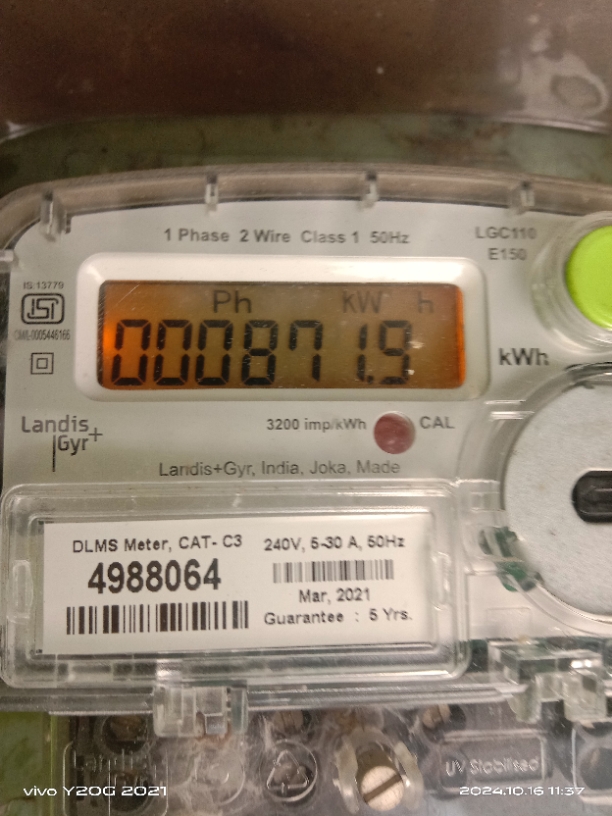 1 Phase 2 Wire Class 1 50Hz
LGC110
E150
IS:13779
ISI
Ph kW h
000871.9
kWh
Landis
Gyr+
3200 imp/kWh
CAL
Landis+Gyr, India, Joka, Made
DLMS Meter, CAT- C3
4988064
240V, 5-30 A, 50Hz
Mar, 2021
Guarantee : 5 Yrs.
UV Stabilised
vivo Y20G 2021
2024.10.16 11:37